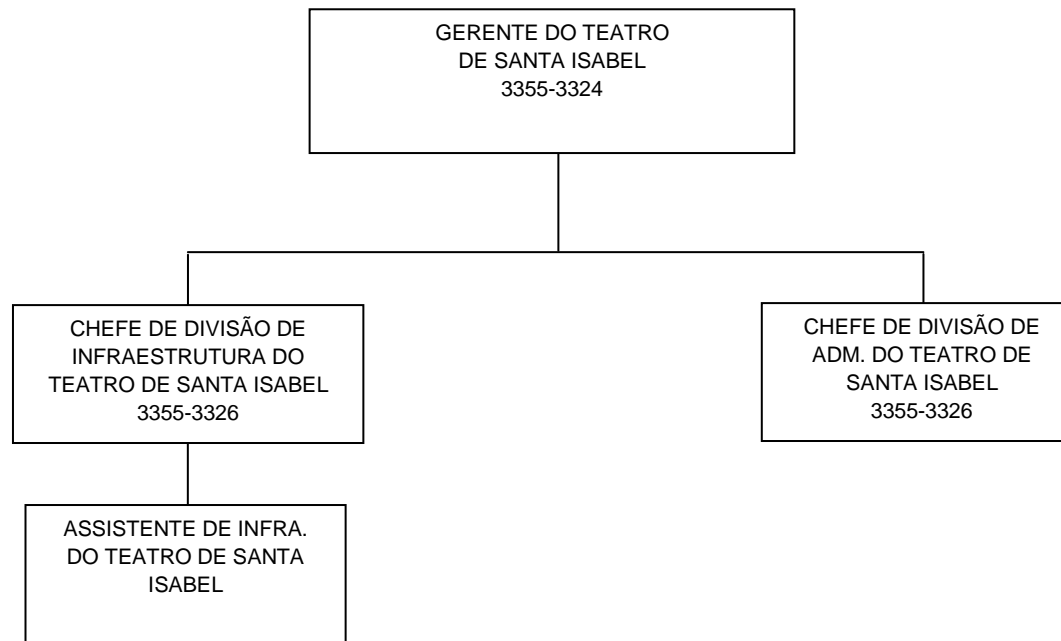 GERENTE DO TEATRO
DE SANTA ISABEL
3355-3324
CHEFE DE DIVISÃO DE
INFRAESTRUTURA DO
TEATRO DE SANTA ISABEL
3355-3326
CHEFE DE DIVISÃO DE
ADM. DO TEATRO DE
SANTA ISABEL
3355-3326
ASSISTENTE DE INFRA.
DO TEATRO DE SANTA
ISABEL